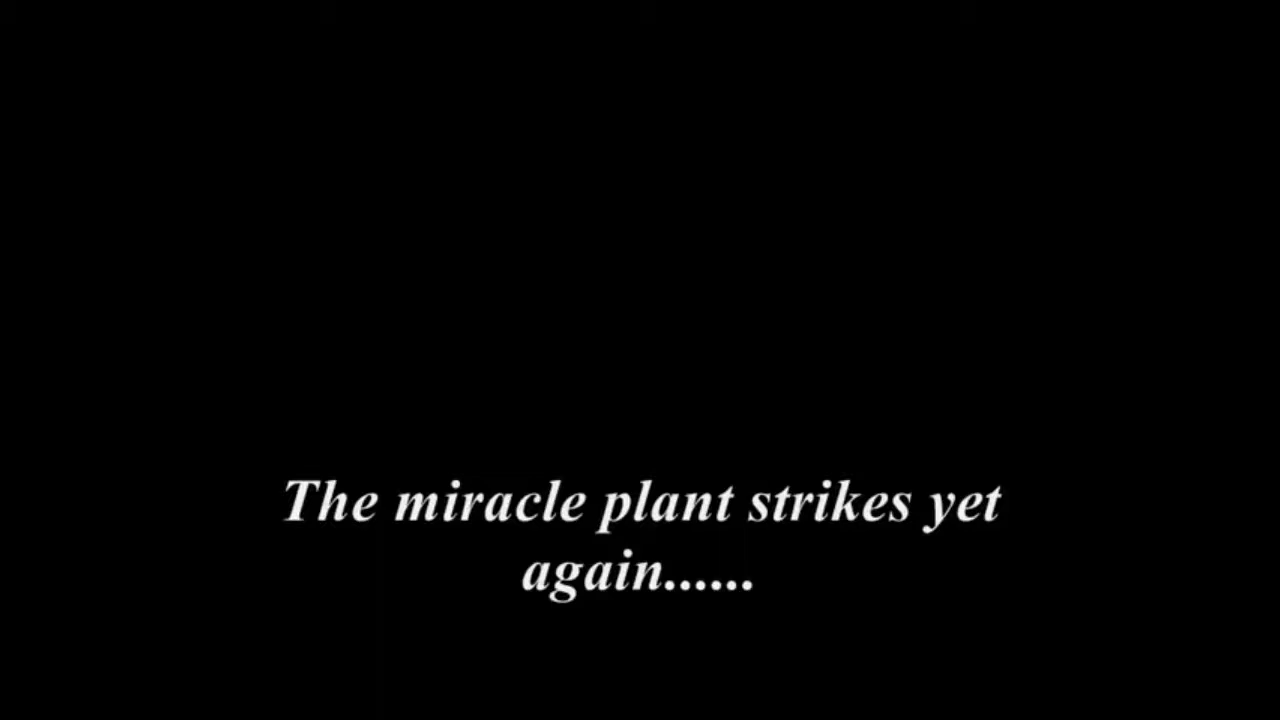 The miracle plant strikes yet
again......